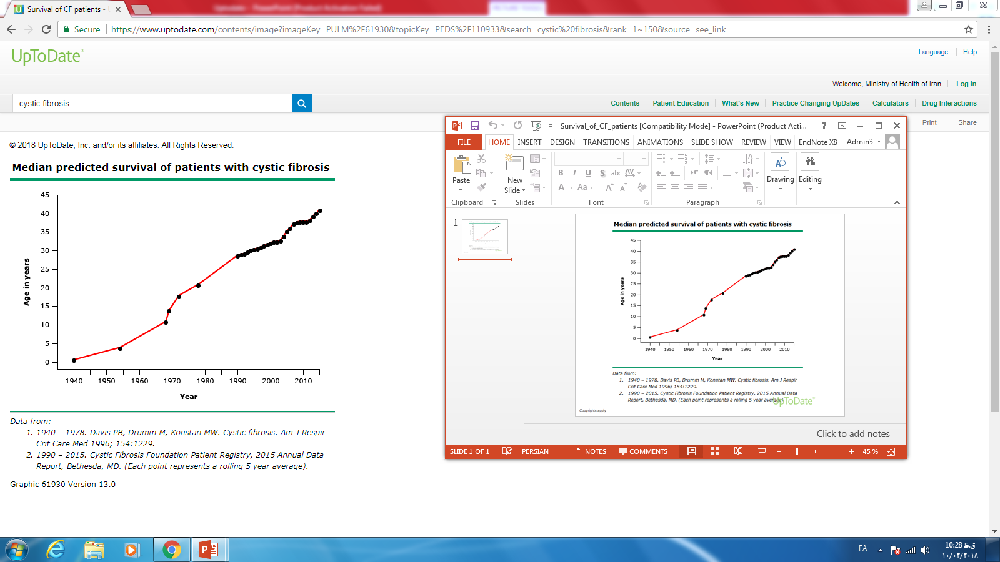 Survival of CF patients -
Secure
https://www.uptodate.com/contents/image?imageKey=PULM%2F61930&topicKey=PEDS%2F110933&search=cystic%20fibrosis&rank=1~150&source=see_link
UpToDate®
Language
Help
Welcome, Ministry of Health of Iran
Log In
cystic fibrosis
Contents
Patient Education
What's New
Practice Changing UpDates
Calculators
Drug Interactions
Print
Share
© 2018 UpToDate, Inc. and/or its affiliates. All Rights Reserved.
Median predicted survival of patients with cystic fibrosis
45
40
35
30
25
20
15
10
5
0
Age in years
1940 1950 1960 1970 1980 1990 2000 2010
Year
Data from:
1. 1940 – 1978. Davis PB, Drumm M, Konstan MW. Cystic fibrosis. Am J Respir
Crit Care Med 1996; 154:1229.
2. 1990 – 2015. Cystic Fibrosis Foundation Patient Registry, 2015 Annual Data
Report, Bethesda, MD. (Each point represents a rolling 5 year average).
Graphic 61930 Version 13.0
Survival_of_CF_patients [Compatibility Mode] - PowerPoint (Product Acti...
FILE HOME INSERT DESIGN TRANSITIONS ANIMATIONS SLIDE SHOW REVIEW VIEW EndNote X8 Admin3
Paste
New
Slide
Drawing
Editing
B I U S abc AV
A Aa A A
Clipboard Slides Font Paragraph
1
Median predicted survival of patients with cystic fibrosis
45
40
35
30
25
20
15
10
5
0
Age in years
1940 1950 1960 1970 1980 1990 2000 2010
Year
Data from:
1. 1940 – 1978. Davis PB, Drumm M, Konstan MW. Cystic fibrosis. Am J Respir
Crit Care Med 1996; 154:1229.
2. 1990 – 2015. Cystic Fibrosis Foundation Patient Registry, 2015 Annual Data
Report, Bethesda, MD. (Each point represents a rolling 5 year average).
UpToDate®
Copyrights apply
Click to add notes
SLIDE 1 OF 1 PERSIAN NOTES COMMENTS 45 %
FA
10:28 ق.ظ
۱۰/۰۲/۲۰۱۸